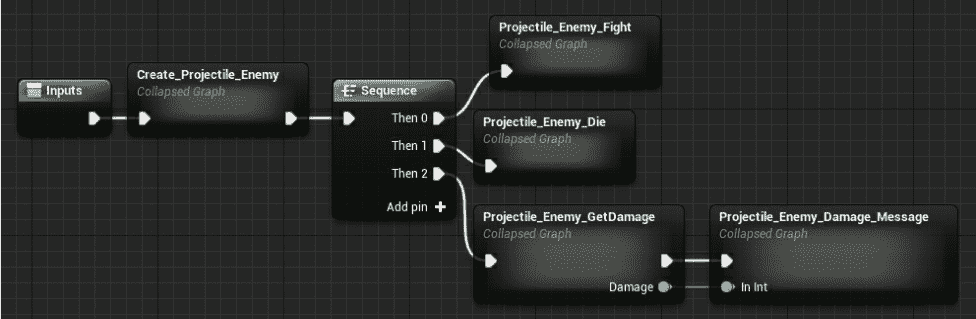 Inputs
Create_Projectile_Enemy
Collapsed Graph
Sequence
Then 0
Then 1
Then 2
Add pin +
Projectile_Enemy_Fight
Collapsed Graph
Projectile_Enemy_Die
Collapsed Graph
Projectile_Enemy_GetDamage
Collapsed Graph
Damage
Projectile_Enemy_Damage_Message
Collapsed Graph
In Int